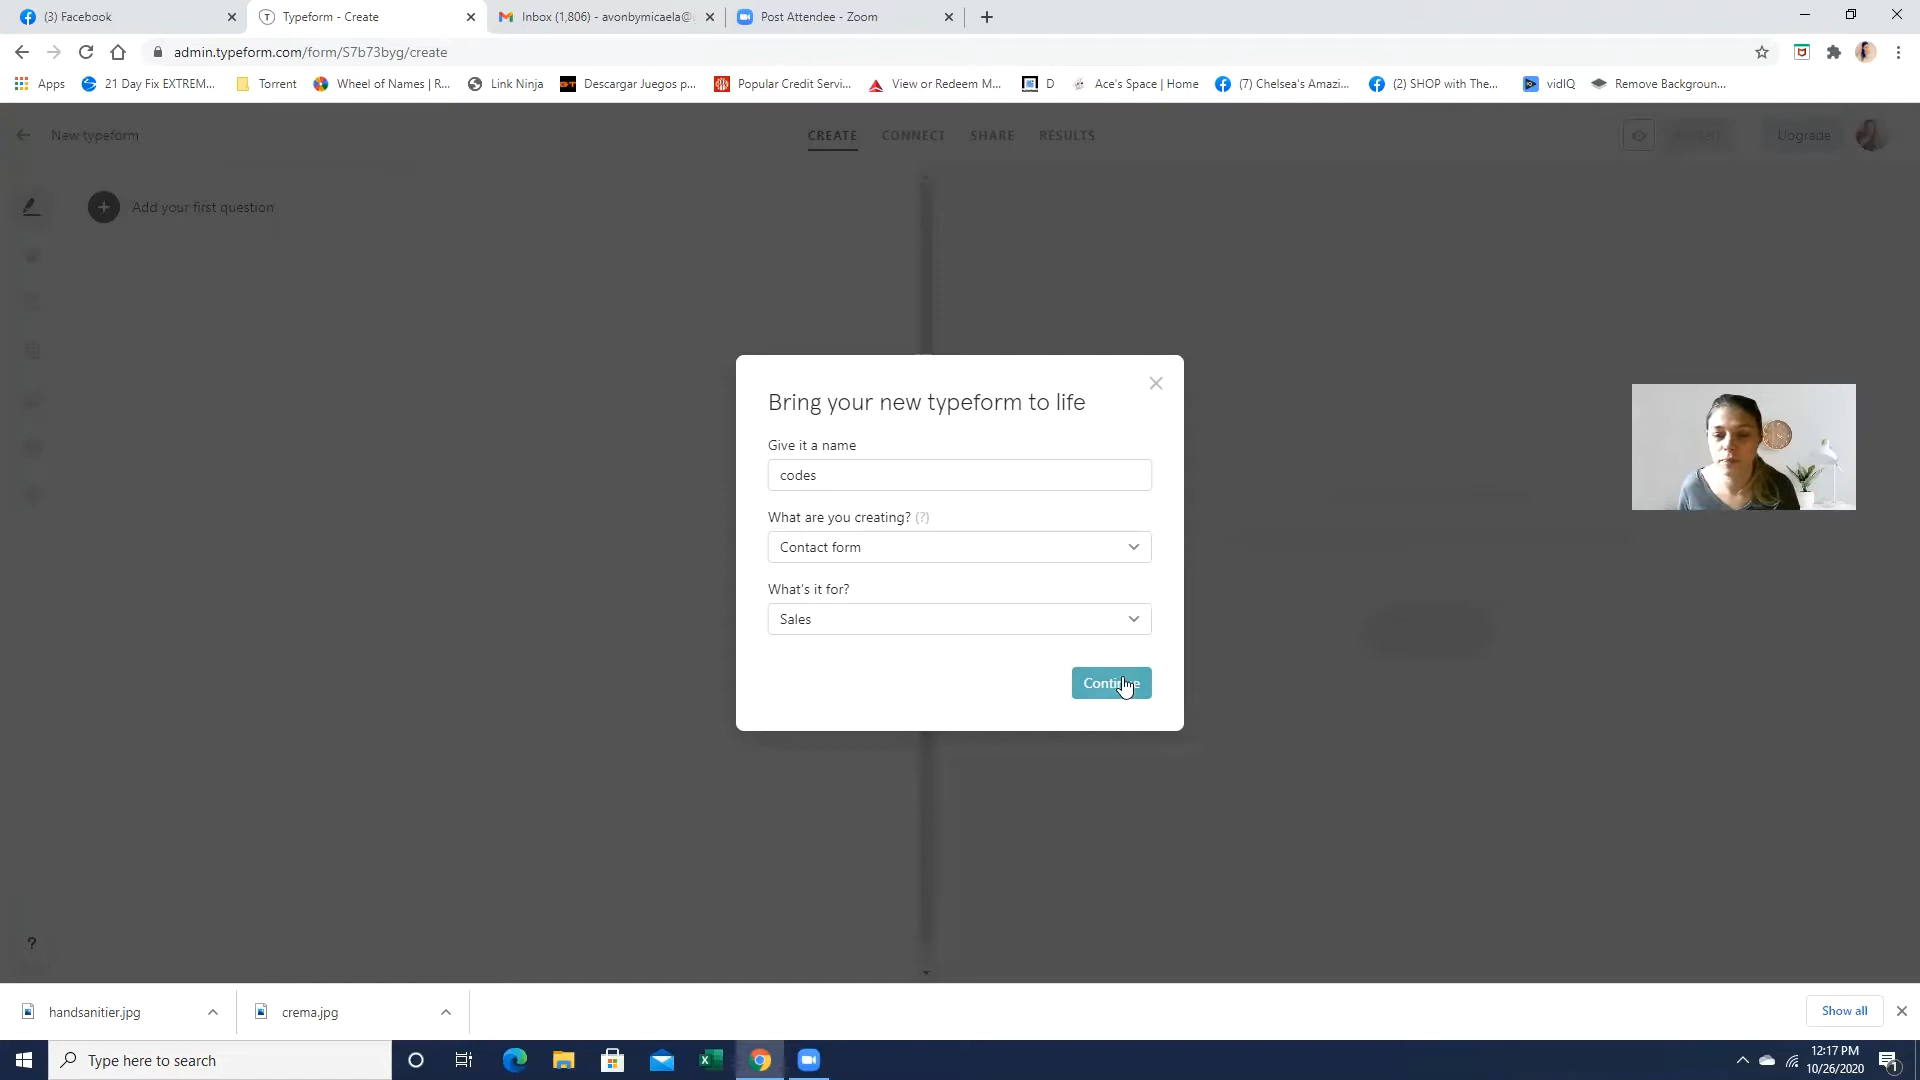 (3) Facebook
Typeform - Create
Inbox (1,806) - avonbymicaela@
Post Attendee - Zoom
admin.typeform.com/form/S7b73byg/create
Apps
21 Day Fix EXTREM...
Torrent
Wheel of Names | R...
Link Ninja
Descargar Juegos p...
Popular Credit Servi...
View or Redeem M...
D
Ace's Space | Home
(7) Chelsea's Amazi...
(2) SHOP with The...
vidIQ
Remove Backgroun...
New typeform
CREATE
CONNECT
SHARE
RESULTS
Upgrade
Add your first question
Bring your new typeform to life
Give it a name
codes
What are you creating? (?)
Contact form
What's it for?
Sales
Continue
?
handsanitier.jpg
crema.jpg
Show all
Type here to search
12:17 PM
10/26/2020
1